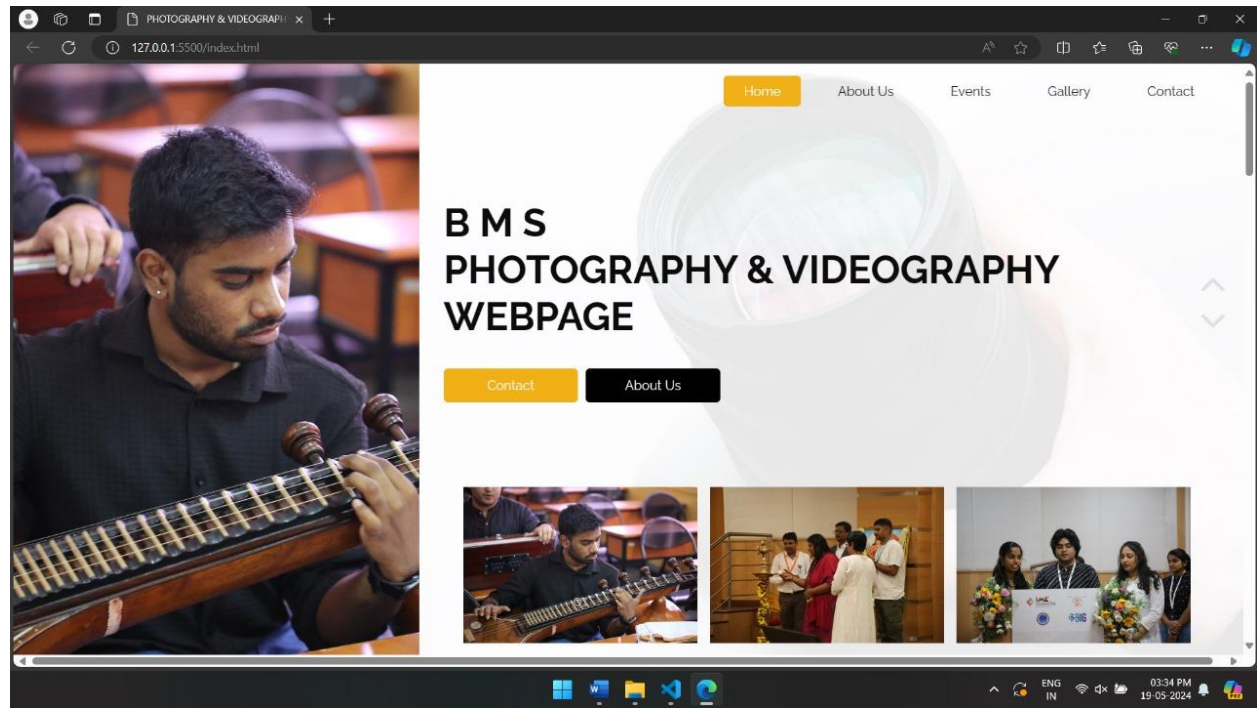 PHOTOGRAPHY & VIDEOGRAPH
127.0.0.1:5500/index.html
Home About Us Events Gallery Contact
B M S
PHOTOGRAPHY & VIDEOGRAPHY
WEBPAGE
Contact About Us
ENG
IN
03:34 PM
19-05-2024